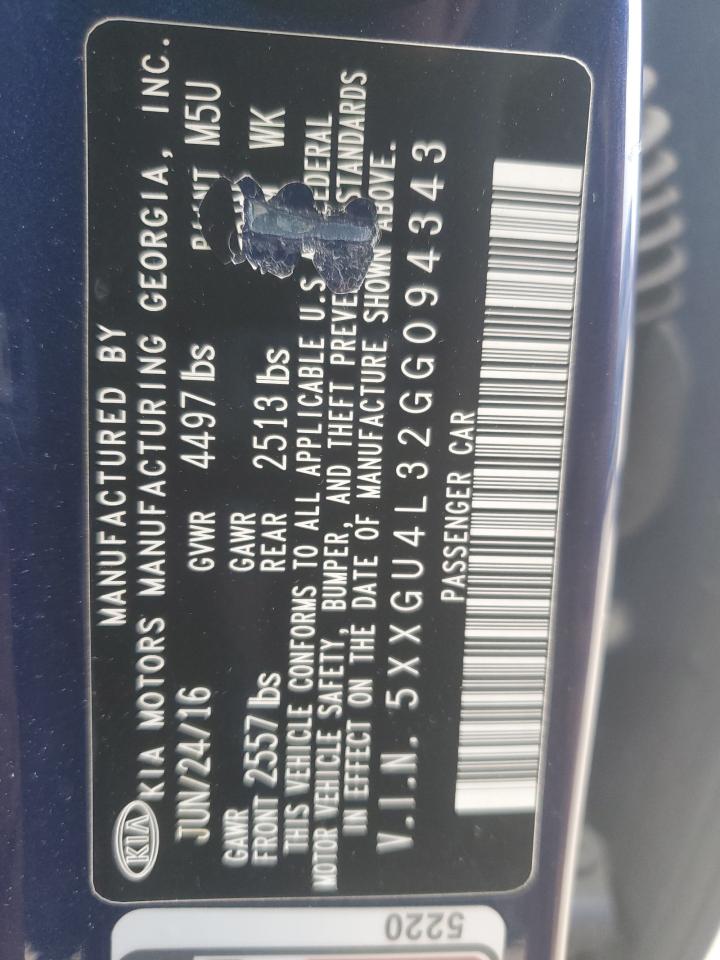 MANUFACTURED BY
KIA KIA MOTORS MANUFACTURING GEORGIA, INC.
JUN/24/16 GVWR 4497 lbs M5U
GAWR FRONT 2557 lbs GAWR REAR 2513 lbs WK
THIS VEHICLE CONFORMS TO ALL APPLICABLE U.S. FEDERAL
MOTOR VEHICLE SAFETY, BUMPER, AND THEFT STANDARDS
IN EFFECT ON THE DATE OF MANUFACTURE SHOWN ABOVE.
V.I.N. 5XXGU4L32GG094343
PASSENGER CAR
5220